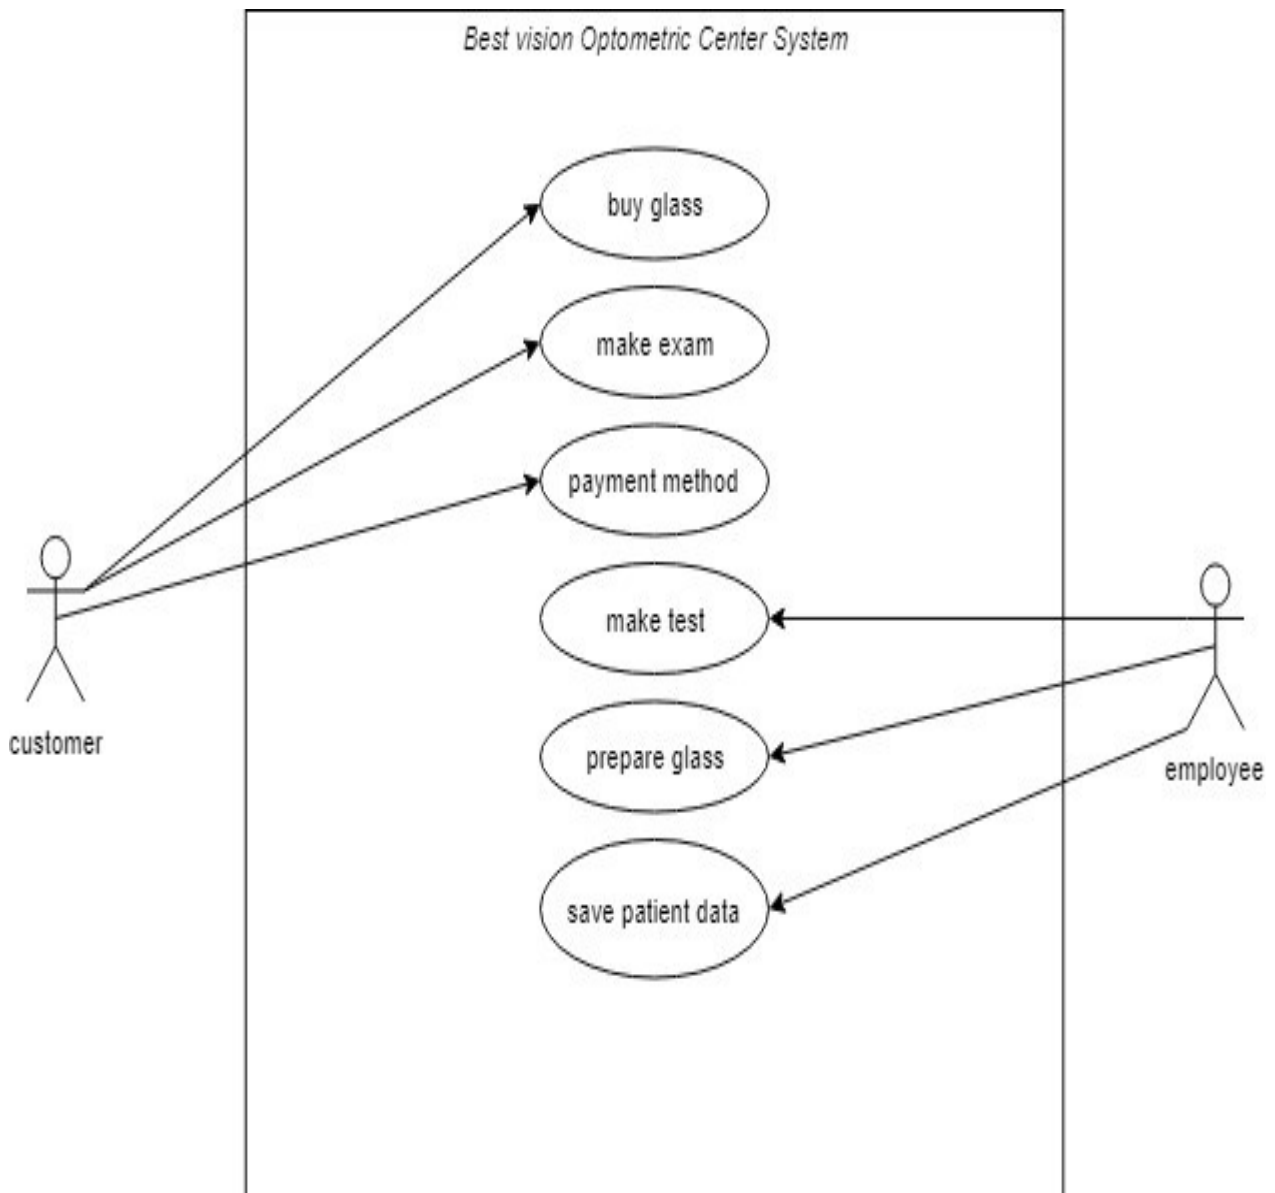 Best vision Optometric Center System
buy glass
make exam
payment method
make test
prepare glass
save patient data
customer
employee